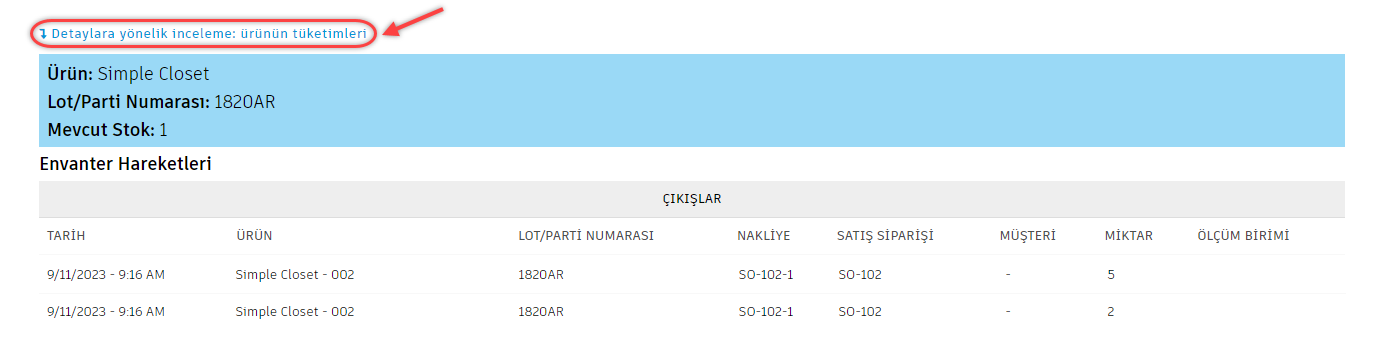 Detaylara yönelik inceleme: ürünün tüketimleri
Ürün: Simple Closet
Lot/Parti Numarası: 1820AR
Mevcut Stok: 1
Envanter Hareketleri
ÇIKIŞLAR
TARİH ÜRÜN LOT/PARTİ NUMARASI NAKLİYE SATIŞ SİPARİŞİ MÜŞTERİ MİKTAR ÖLÇÜM BİRİMİ
9/11/2023 - 9:16 AM Simple Closet - 002 1820AR SO-102-1 SO-102 - 5
9/11/2023 - 9:16 AM Simple Closet - 002 1820AR SO-102-1 SO-102 - 2